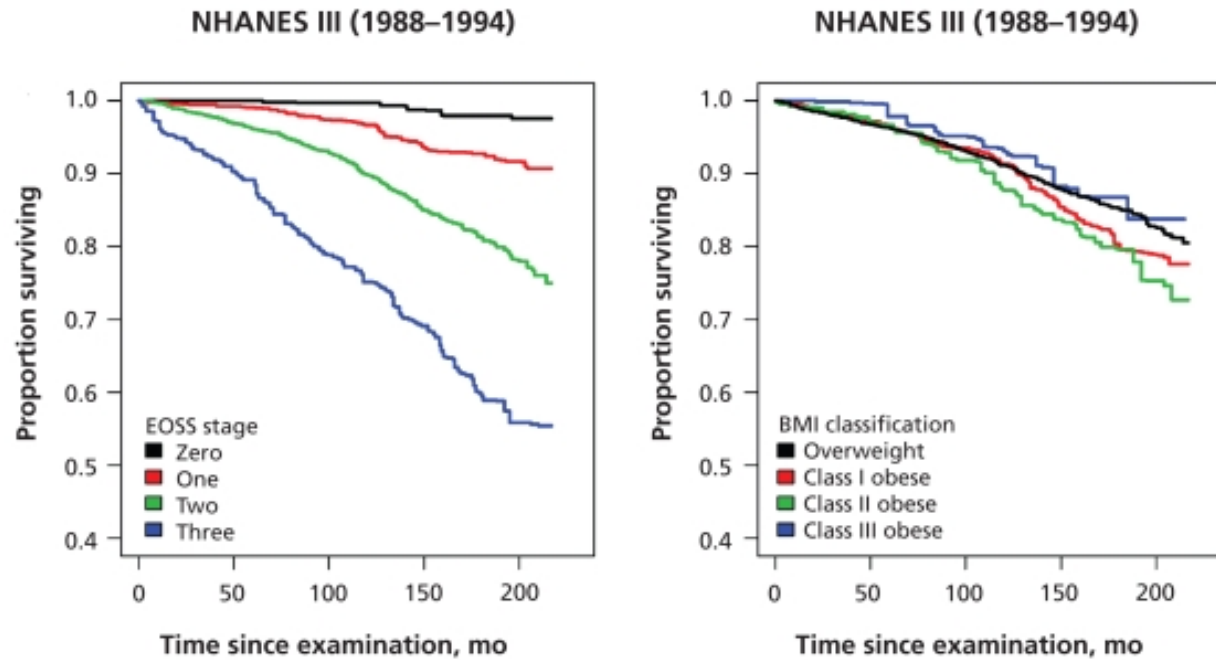 NHANES III (1988–1994)
Proportion surviving
1.0
0.9
0.8
0.7
0.6
0.5
0.4
EOSS stage
Zero
One
Two
Three
0 50 100 150 200
Time since examination, mo
NHANES III (1988–1994)
Proportion surviving
1.0
0.9
0.8
0.7
0.6
0.5
0.4
BMI classification
Overweight
Class I obese
Class II obese
Class III obese
0 50 100 150 200
Time since examination, mo